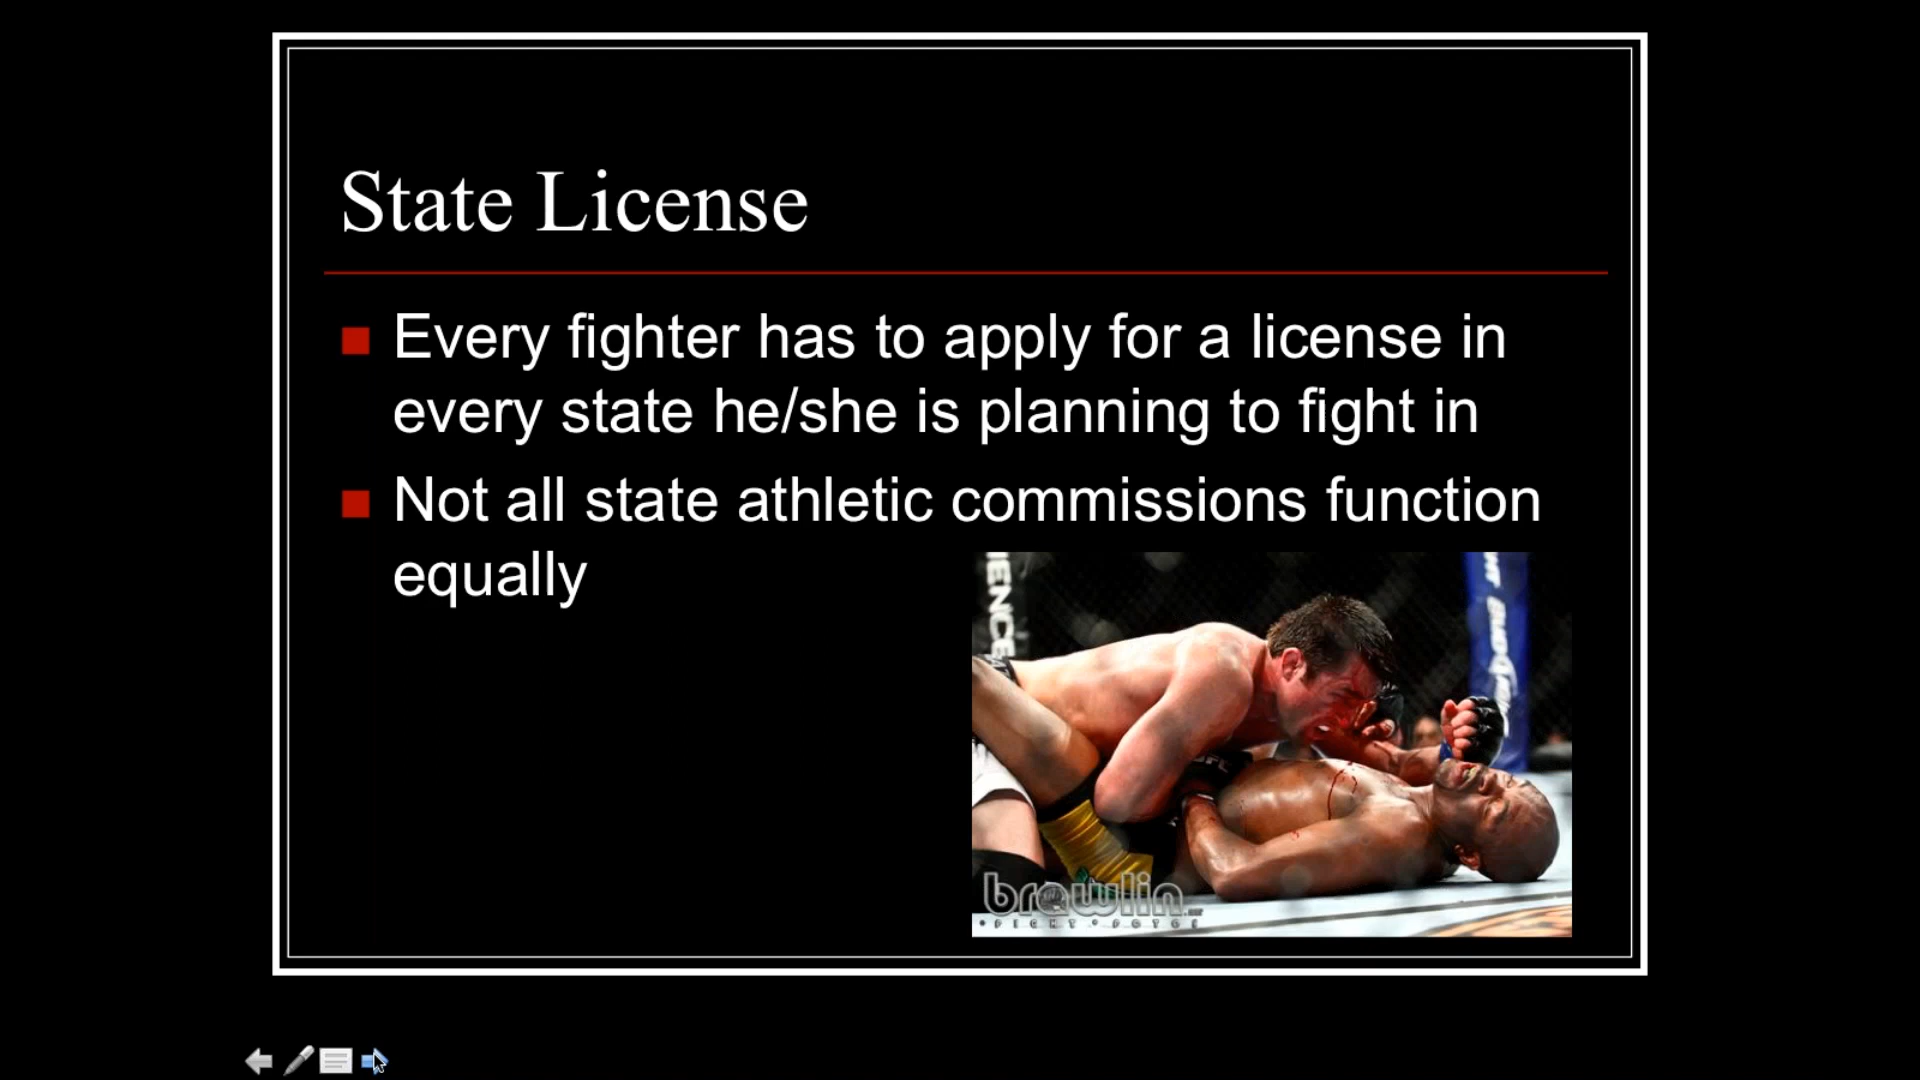 State License
Every fighter has to apply for a license in
every state he/she is planning to fight in
Not all state athletic commissions function
equally
brawlin